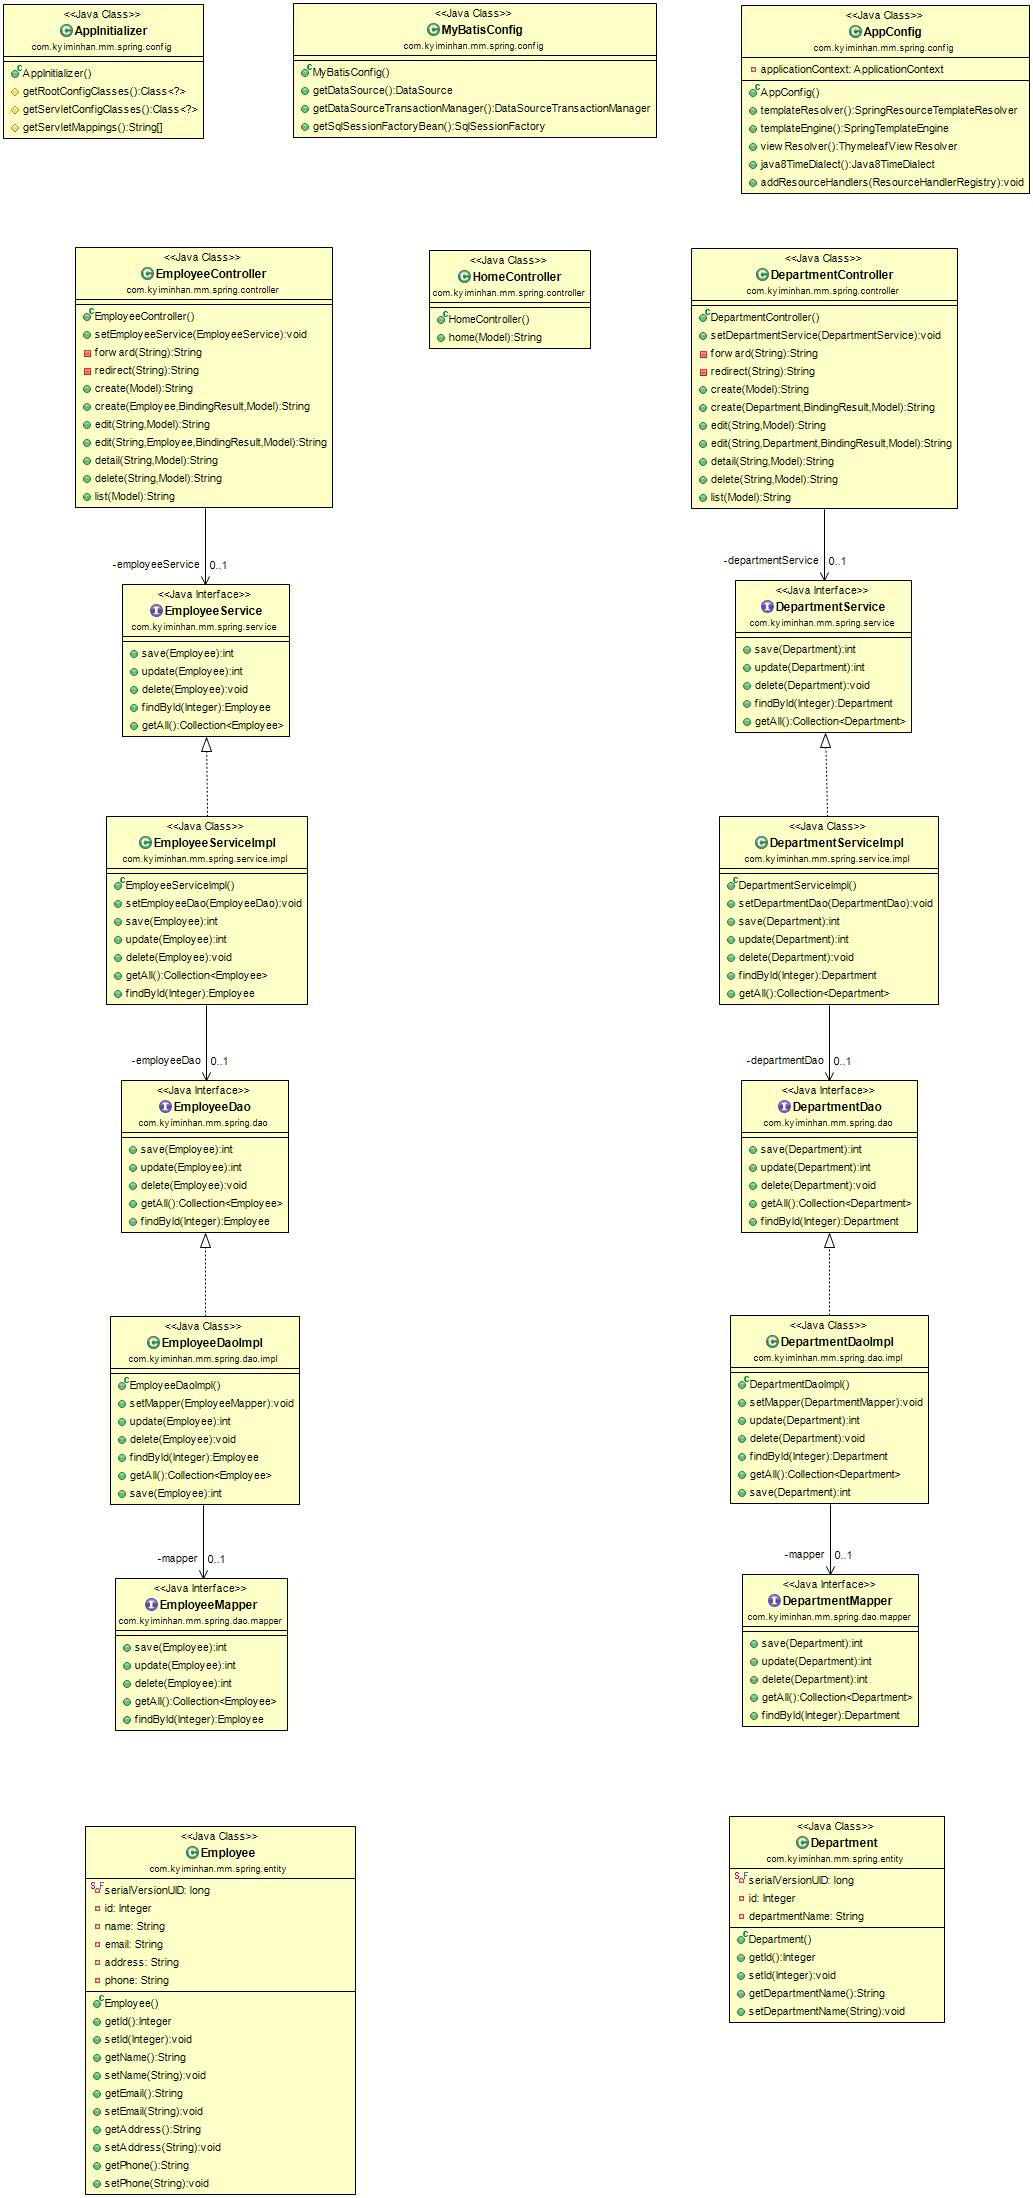 <<Java Class>>
AppInitializer
com.kyiminhan.mm.spring.config
AppInitializer()
getRootConfigClasses():Class<?>
getServletConfigClasses():Class<?>
getServletMappings():String[]
<<Java Class>>
MyBatisConfig
com.kyiminhan.mm.spring.config
MyBatisConfig()
getDataSource():DataSource
getDataSourceTransactionManager():DataSourceTransactionManager
getSqlSessionFactoryBean():SqlSessionFactory
<<Java Class>>
AppConfig
com.kyiminhan.mm.spring.config
applicationContext: ApplicationContext
AppConfig()
templateResolver():SpringResourceTemplateResolver
templateEngine():SpringTemplateEngine
viewResolver():ThymeleafViewResolver
java8TimeDialect():Java8TimeDialect
addResourceHandlers(ResourceHandlerRegistry):void
<<Java Class>>
EmployeeController
com.kyiminhan.mm.spring.controller
EmployeeController()
setEmployeeService(EmployeeService):void
forward(String):String
redirect(String):String
create(Model):String
create(Employee,BindingResult,Model):String
edit(String,Model):String
edit(String,Employee,BindingResult,Model):String
detail(String,Model):String
delete(String,Model):String
list(Model):String
<<Java Class>>
HomeController
com.kyiminhan.mm.spring.controller
HomeController()
home(Model):String
<<Java Class>>
DepartmentController
com.kyiminhan.mm.spring.controller
DepartmentController()
setDepartmentService(DepartmentService):void
forward(String):String
redirect(String):String
create(Model):String
create(Department,BindingResult,Model):String
edit(String,Model):String
edit(String,Department,BindingResult,Model):String
detail(String,Model):String
delete(String,Model):String
list(Model):String
-employeeService 0..1
-departmentService 0..1
<<Java Interface>>
EmployeeService
com.kyiminhan.mm.spring.service
save(Employee):int
update(Employee):int
delete(Employee):void
findById(Integer):Employee
getAll():Collection<Employee>
<<Java Interface>>
DepartmentService
com.kyiminhan.mm.spring.service
save(Department):int
update(Department):int
delete(Department):void
findById(Integer):Department
getAll():Collection<Department>
<<Java Class>>
EmployeeServiceImpl
com.kyiminhan.mm.spring.service.impl
EmployeeServiceImpl()
setEmployeeDao(EmployeeDao):void
save(Employee):int
update(Employee):int
delete(Employee):void
getAll():Collection<Employee>
findById(Integer):Employee
<<Java Class>>
DepartmentServiceImpl
com.kyiminhan.mm.spring.service.impl
DepartmentServiceImpl()
setDepartmentDao(DepartmentDao):void
save(Department):int
update(Department):int
delete(Department):void
findById(Integer):Department
getAll():Collection<Department>
-employeeDao 0..1
-departmentDao 0..1
<<Java Interface>>
EmployeeDao
com.kyiminhan.mm.spring.dao
save(Employee):int
update(Employee):int
delete(Employee):void
getAll():Collection<Employee>
findById(Integer):Employee
<<Java Interface>>
DepartmentDao
com.kyiminhan.mm.spring.dao
save(Department):int
update(Department):int
delete(Department):void
getAll():Collection<Department>
findById(Integer):Department
<<Java Class>>
EmployeeDaoImpl
com.kyiminhan.mm.spring.dao.impl
EmployeeDaoImpl()
setMapper(EmployeeMapper):void
update(Employee):int
delete(Employee):void
findById(Integer):Employee
getAll():Collection<Employee>
save(Employee):int
<<Java Class>>
DepartmentDaoImpl
com.kyiminhan.mm.spring.dao.impl
DepartmentDaoImpl()
setMapper(DepartmentMapper):void
update(Department):int
delete(Department):void
findById(Integer):Department
getAll():Collection<Department>
save(Department):int
-mapper 0..1
-mapper 0..1
<<Java Interface>>
EmployeeMapper
com.kyiminhan.mm.spring.dao.mapper
save(Employee):int
update(Employee):int
delete(Employee):int
getAll():Collection<Employee>
findById(Integer):Employee
<<Java Interface>>
DepartmentMapper
com.kyiminhan.mm.spring.dao.mapper
save(Department):int
update(Department):int
delete(Department):int
getAll():Collection<Department>
findById(Integer):Department
<<Java Class>>
Employee
com.kyiminhan.mm.spring.entity
serialVersionUID: long
id: Integer
name: String
email: String
address: String
phone: String
Employee()
getId():Integer
setId(Integer):void
getName():String
setName(String):void
getEmail():String
setEmail(String):void
getAddress():String
setAddress(String):void
getPhone():String
setPhone(String):void
<<Java Class>>
Department
com.kyiminhan.mm.spring.entity
serialVersionUID: long
id: Integer
departmentName: String
Department()
getId():Integer
setId(Integer):void
getDepartmentName():String
setDepartmentName(String):void